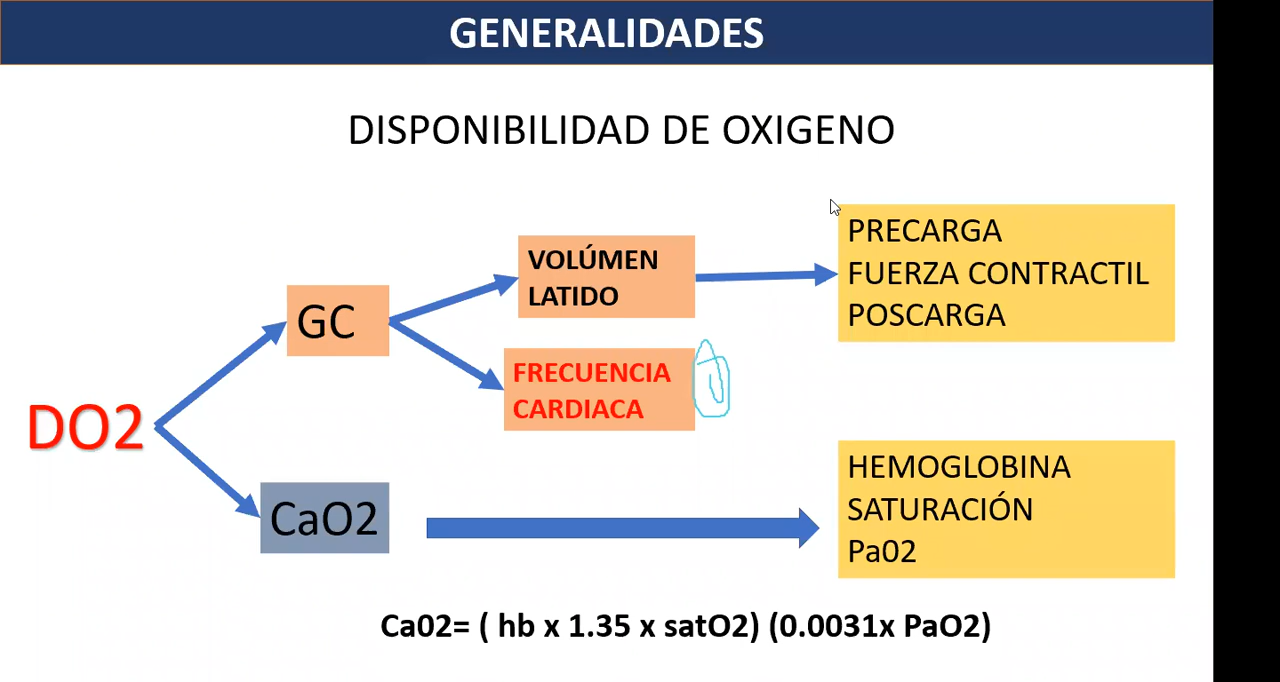 GENERALIDADES
DISPONIBILIDAD DE OXIGENO
PRECARGA
FUERZA CONTRACTIL
POSCARGA
VOLÚMEN
LATIDO
GC
FRECUENCIA
CARDIACA
DO2
CaO2
HEMOGLOBINA
SATURACIÓN
Pa02
Ca02= ( hb x 1.35 x satO2) (0.0031x PaO2)